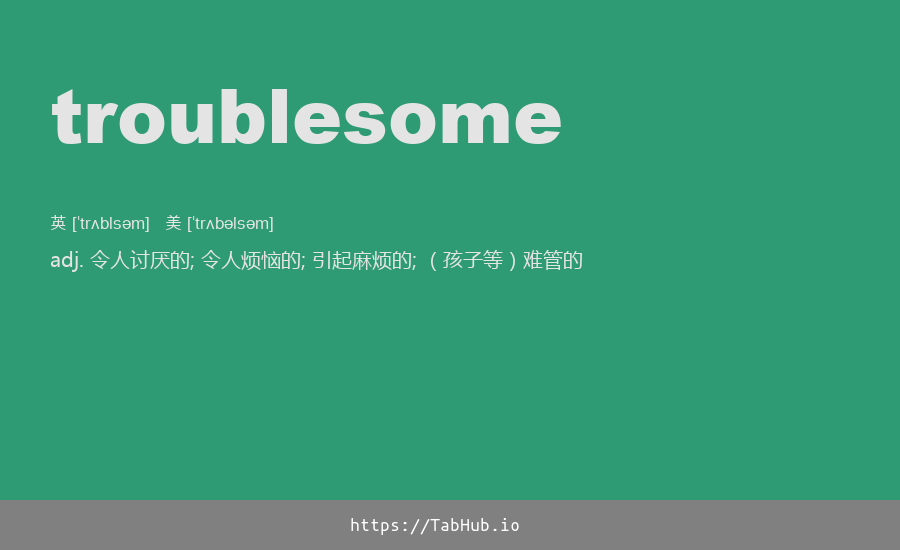 troublesome
英 [ˈtrʌblsəm] 美 [ˈtrʌbəlsəm]
adj. 令人讨厌的; 令人烦恼的; 引起麻烦的; （孩子等）难管的
https://TabHub.io